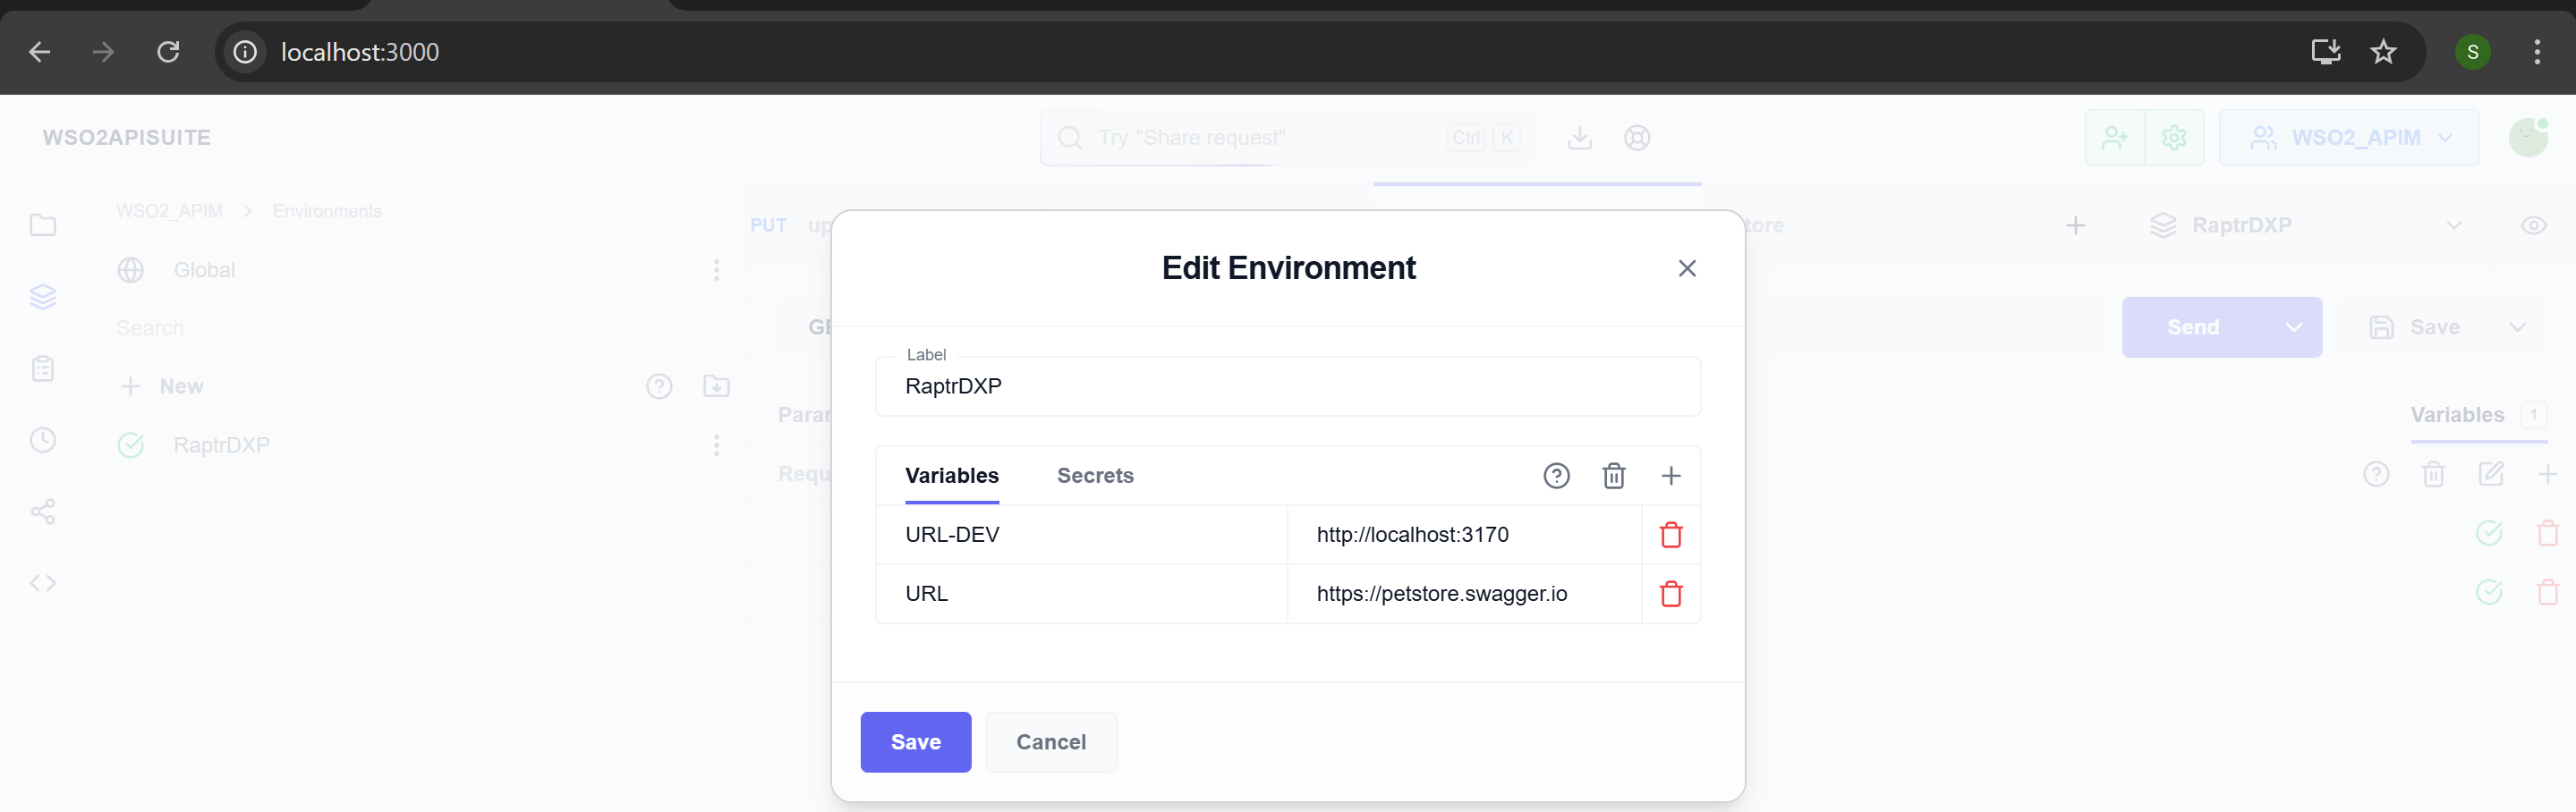 localhost:3000
S
WSO2APISUITE
Try "Share request"
Ctrl K
WSO2_APIM
WSO2_APIM > Environments
PUT up
tore
RaptrDXP
Global
Search
New
RaptrDXP
GE
Send
Save
Parar
Variables 1
Requ
Edit Environment
Label
RaptrDXP
Variables Secrets
URL-DEV http://localhost:3170
URL https://petstore.swagger.io
Save Cancel